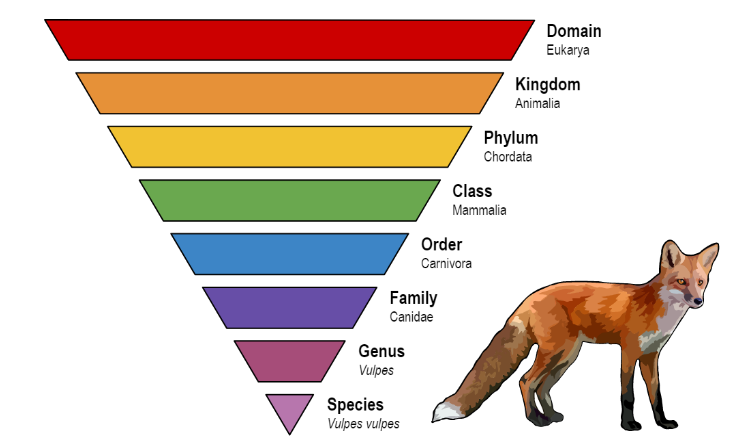 Domain
Eukarya
Kingdom
Animalia
Phylum
Chordata
Class
Mammalia
Order
Carnivora
Family
Canidae
Genus
Vulpes
Species
Vulpes vulpes